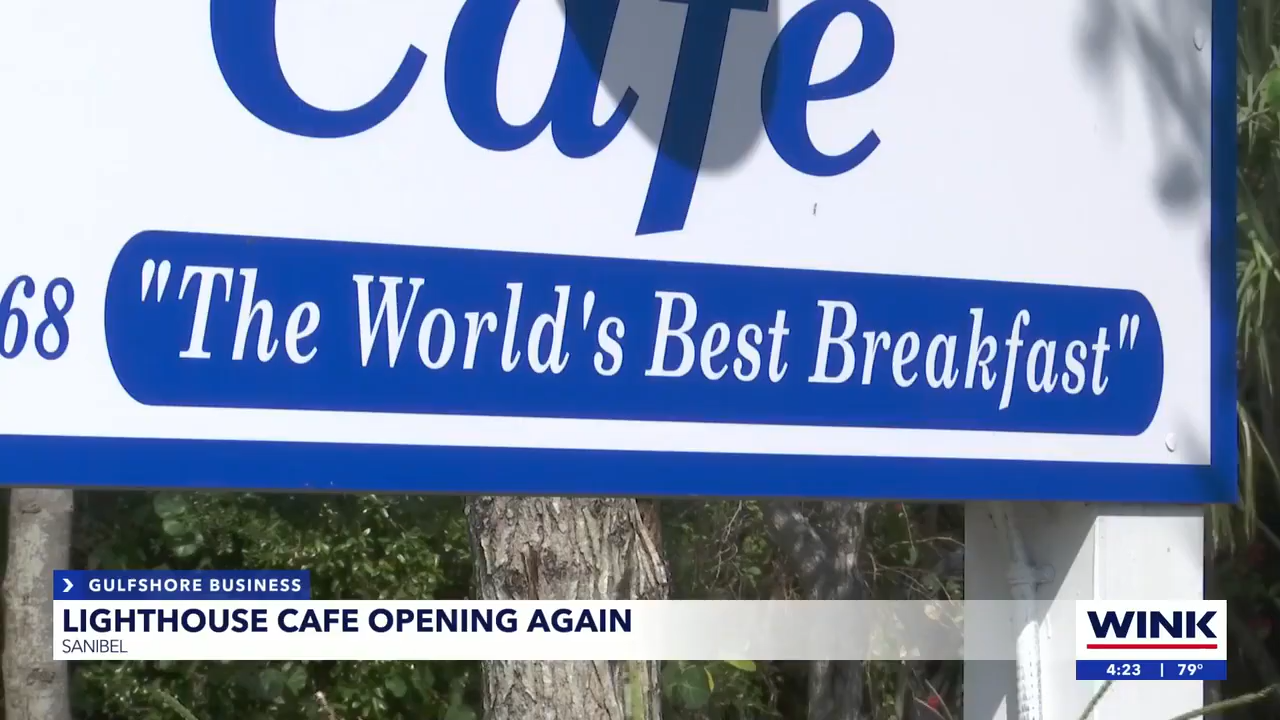 Cafe
68
"The World's Best Breakfast"
GULFSHORE BUSINESS
LIGHTHOUSE CAFE OPENING AGAIN
SANIBEL
WINK
4:23 | 79°